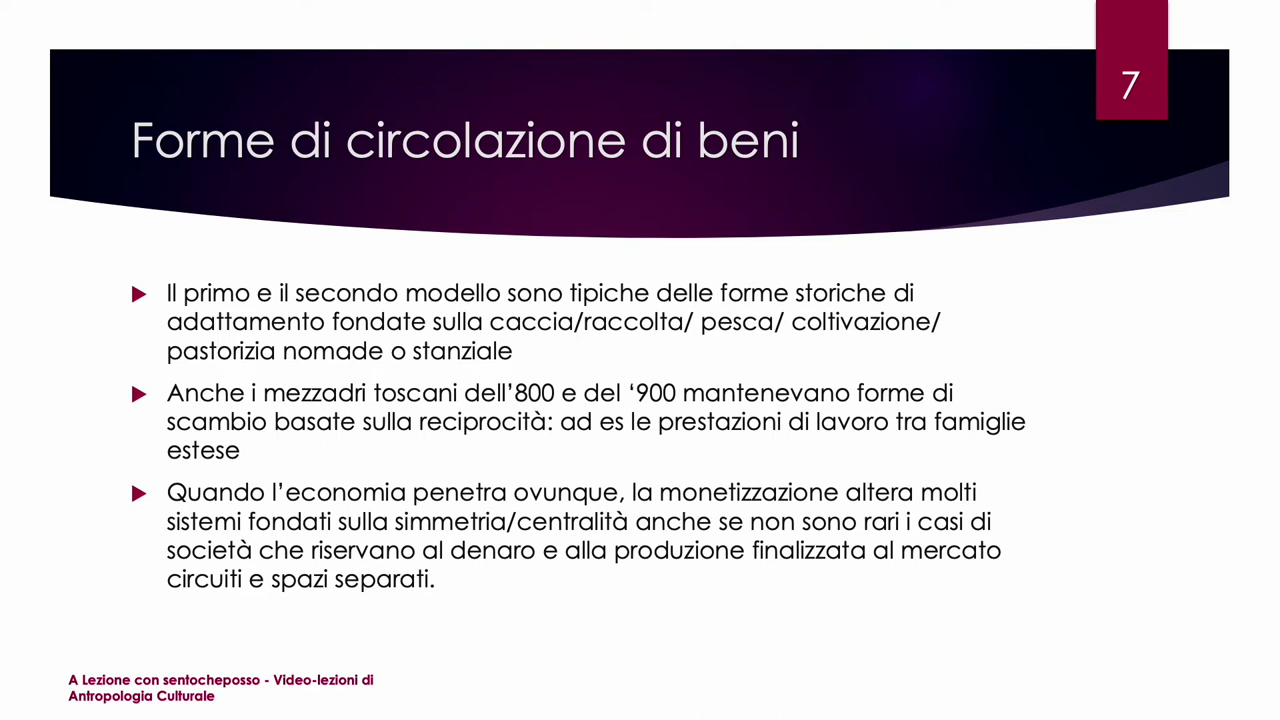 7
Forme di circolazione di beni
Il primo e il secondo modello sono tipiche delle forme storiche di
adattamento fondate sulla caccia/raccolta/ pesca/ coltivazione/
pastorizia nomade o stanziale
Anche i mezzadri toscani dell’800 e del ‘900 mantenevano forme di
scambio basate sulla reciprocità: ad es le prestazioni di lavoro tra famiglie
estese
Quando l’economia penetra ovunque, la monetizzazione altera molti
sistemi fondati sulla simmetria/centralità anche se non sono rari i casi di
società che riservano al denaro e alla produzione finalizzata al mercato
circuiti e spazi separati.
A Lezione con sentocheposso - Video-lezioni di
Antropologia Culturale